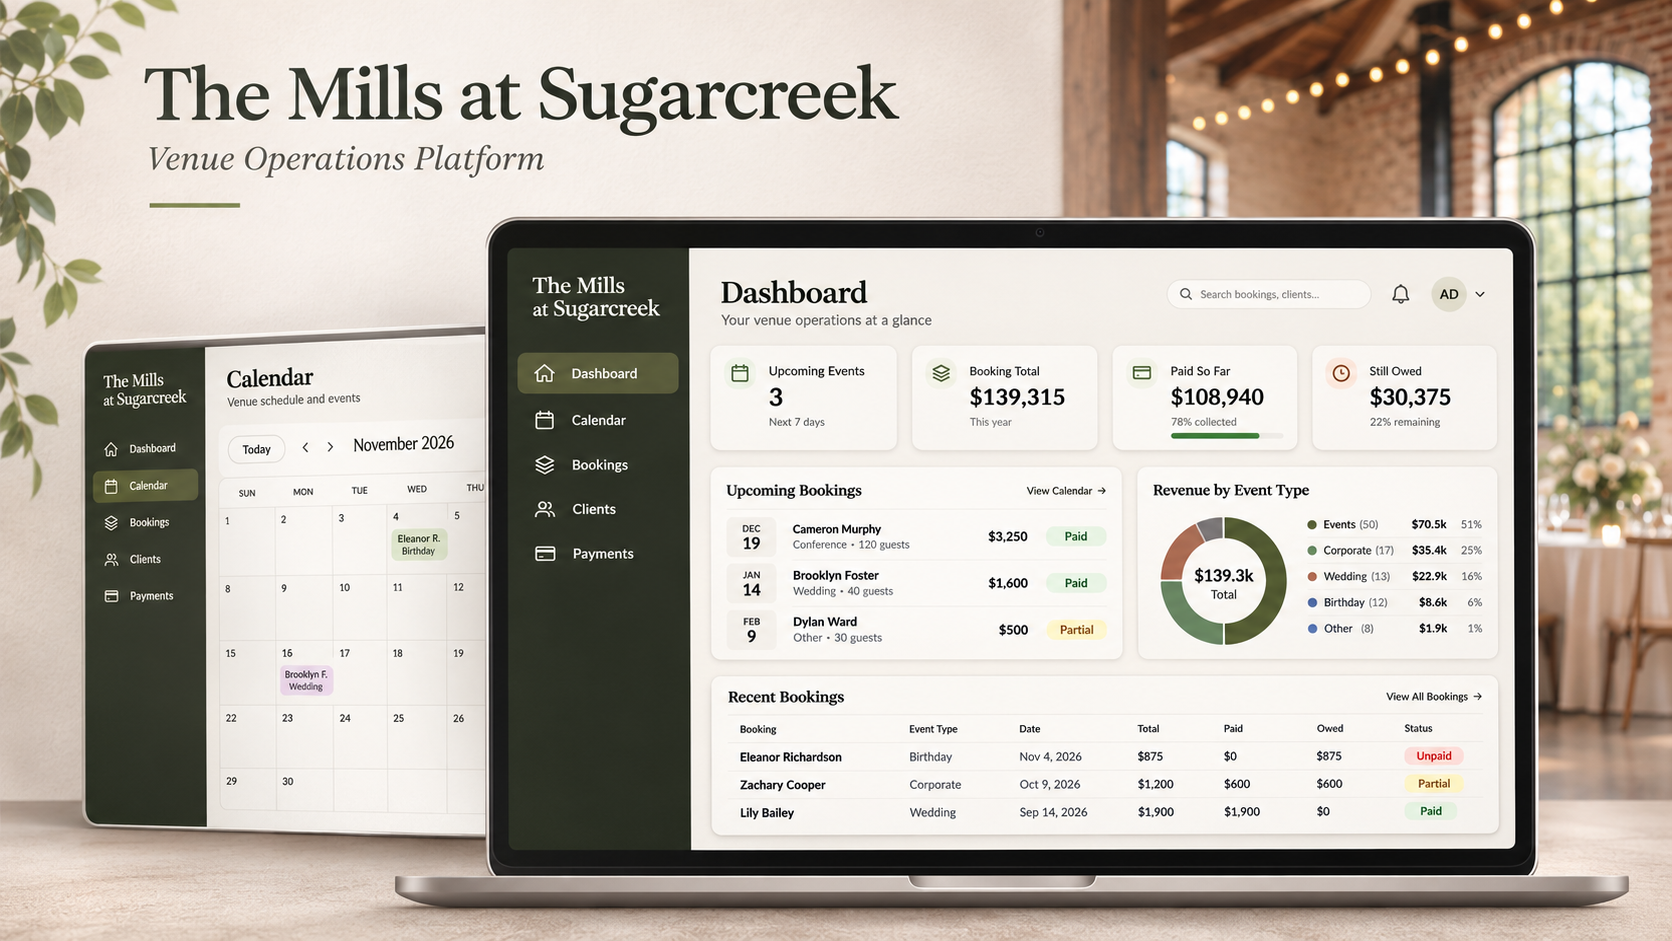 The Mills at Sugarcreek
Venue Operations Platform
The Mills
at Sugarcreek
Dashboard
Calendar
Bookings
Clients
Payments
Calendar
Venue schedule and events
Today
November 2026
SUN MON TUE WED THU
1 2 3 4 5
Eleanor R.
Birthday
8 9 10 11 12
15 16 17 18 19
Brooklyn F.
Wedding
22 23 24 25 26
29 30
The Mills
at Sugarcreek
Dashboard
Calendar
Bookings
Clients
Payments
Dashboard
Your venue operations at a glance
Search bookings, clients...
AD
Upcoming Events
3
Next 7 days
Booking Total
$139,315
This year
Paid So Far
$108,940
78% collected
Still Owed
$30,375
22% remaining
Upcoming Bookings
View Calendar →
DEC
19
Cameron Murphy
Conference • 120 guests
$3,250
Paid
JAN
14
Brooklyn Foster
Wedding • 40 guests
$1,600
Paid
FEB
9
Dylan Ward
Other • 30 guests
$500
Partial
Revenue by Event Type
$139.3k
Total
Events (50) $70.5k 51%
Corporate (17) $35.4k 25%
Wedding (13) $22.9k 16%
Birthday (12) $8.6k 6%
Other (8) $1.9k 1%
Recent Bookings
View All Bookings →
Booking Event Type Date Total Paid Owed Status
Eleanor Richardson Birthday Nov 4, 2026 $875 $0 $875 Unpaid
Zachary Cooper Corporate Oct 9, 2026 $1,200 $600 $600 Partial
Lily Bailey Wedding Sep 14, 2026 $1,900 $1,900 $0 Paid